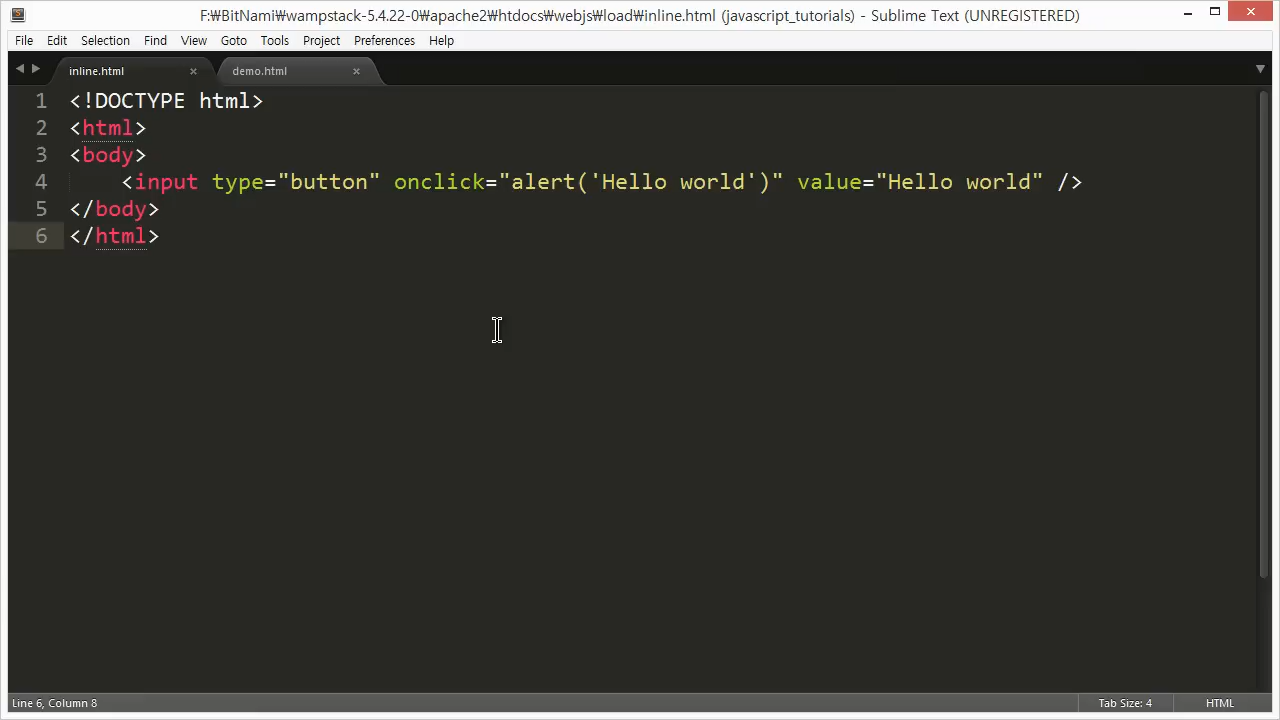 F:₩BitNami₩wampstack-5.4.22-0₩apache2₩htdocs₩webjs₩load₩inline.html (javascript_tutorials) - Sublime Text (UNREGISTERED)
File Edit Selection Find View Goto Tools Project Preferences Help
inline.html × demo.html ×
1 <!DOCTYPE html>
2 <html>
3 <body>
4     <input type="button" onclick="alert('Hello world')" value="Hello world" />
5 </body>
6 </html>
Line 6, Column 8 Tab Size: 4 HTML